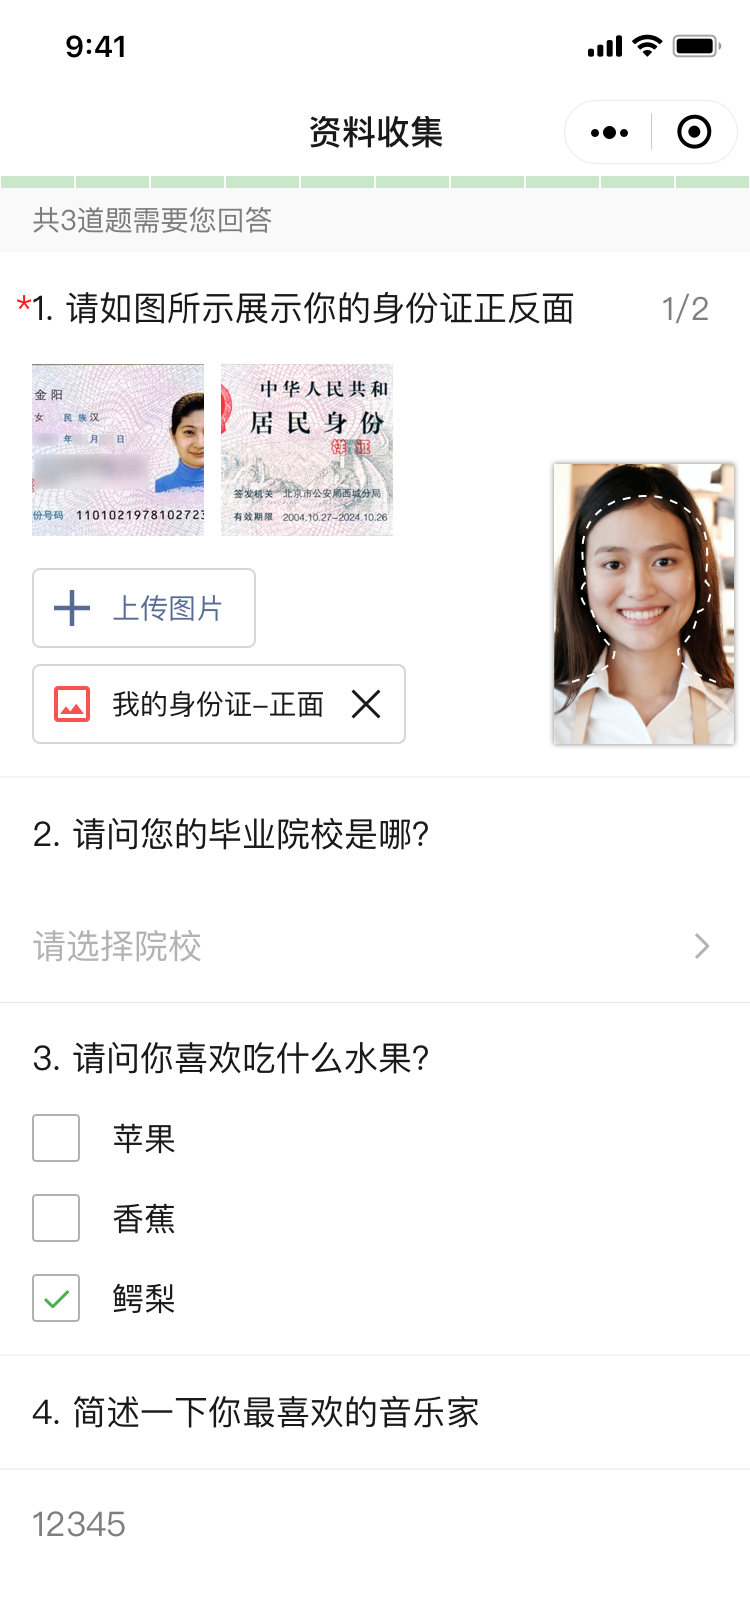 9:41
资料收集
共3道题需要您回答
*1. 请如图所示展示你的身份证正反面
1/2
金阳
女 民族汉
年 月 日
份号码 1101021978102723
中华人民共和
居民身份
样证
签发机关 北京市公安局西城分局
有效期限 2004.10.27-2024.10.26
上传图片
我的身份证–正面
2. 请问您的毕业院校是哪?
请选择院校
3. 请问你喜欢吃什么水果?
苹果
香蕉
鳄梨
4. 简述一下你最喜欢的音乐家
12345